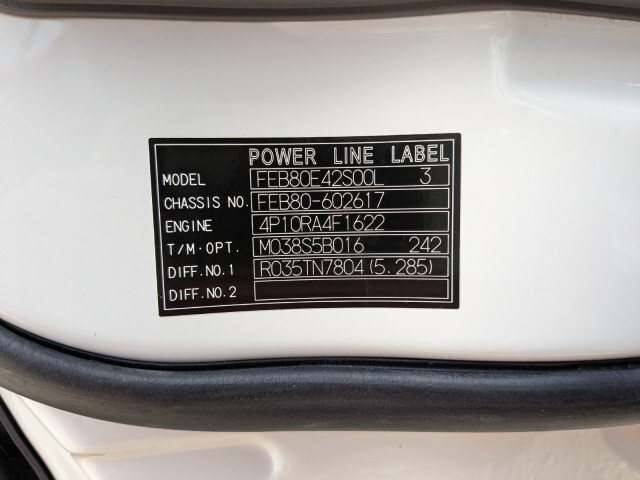 POWER LINE LABEL
MODEL FEB80E42S00L 3
CHASSIS NO. FEB80-602617
ENGINE 4P10RA4F1622
T/M·OPT. M038S5B016 242
DIFF.NO.1 R035TN7804(5.285)
DIFF.NO.2